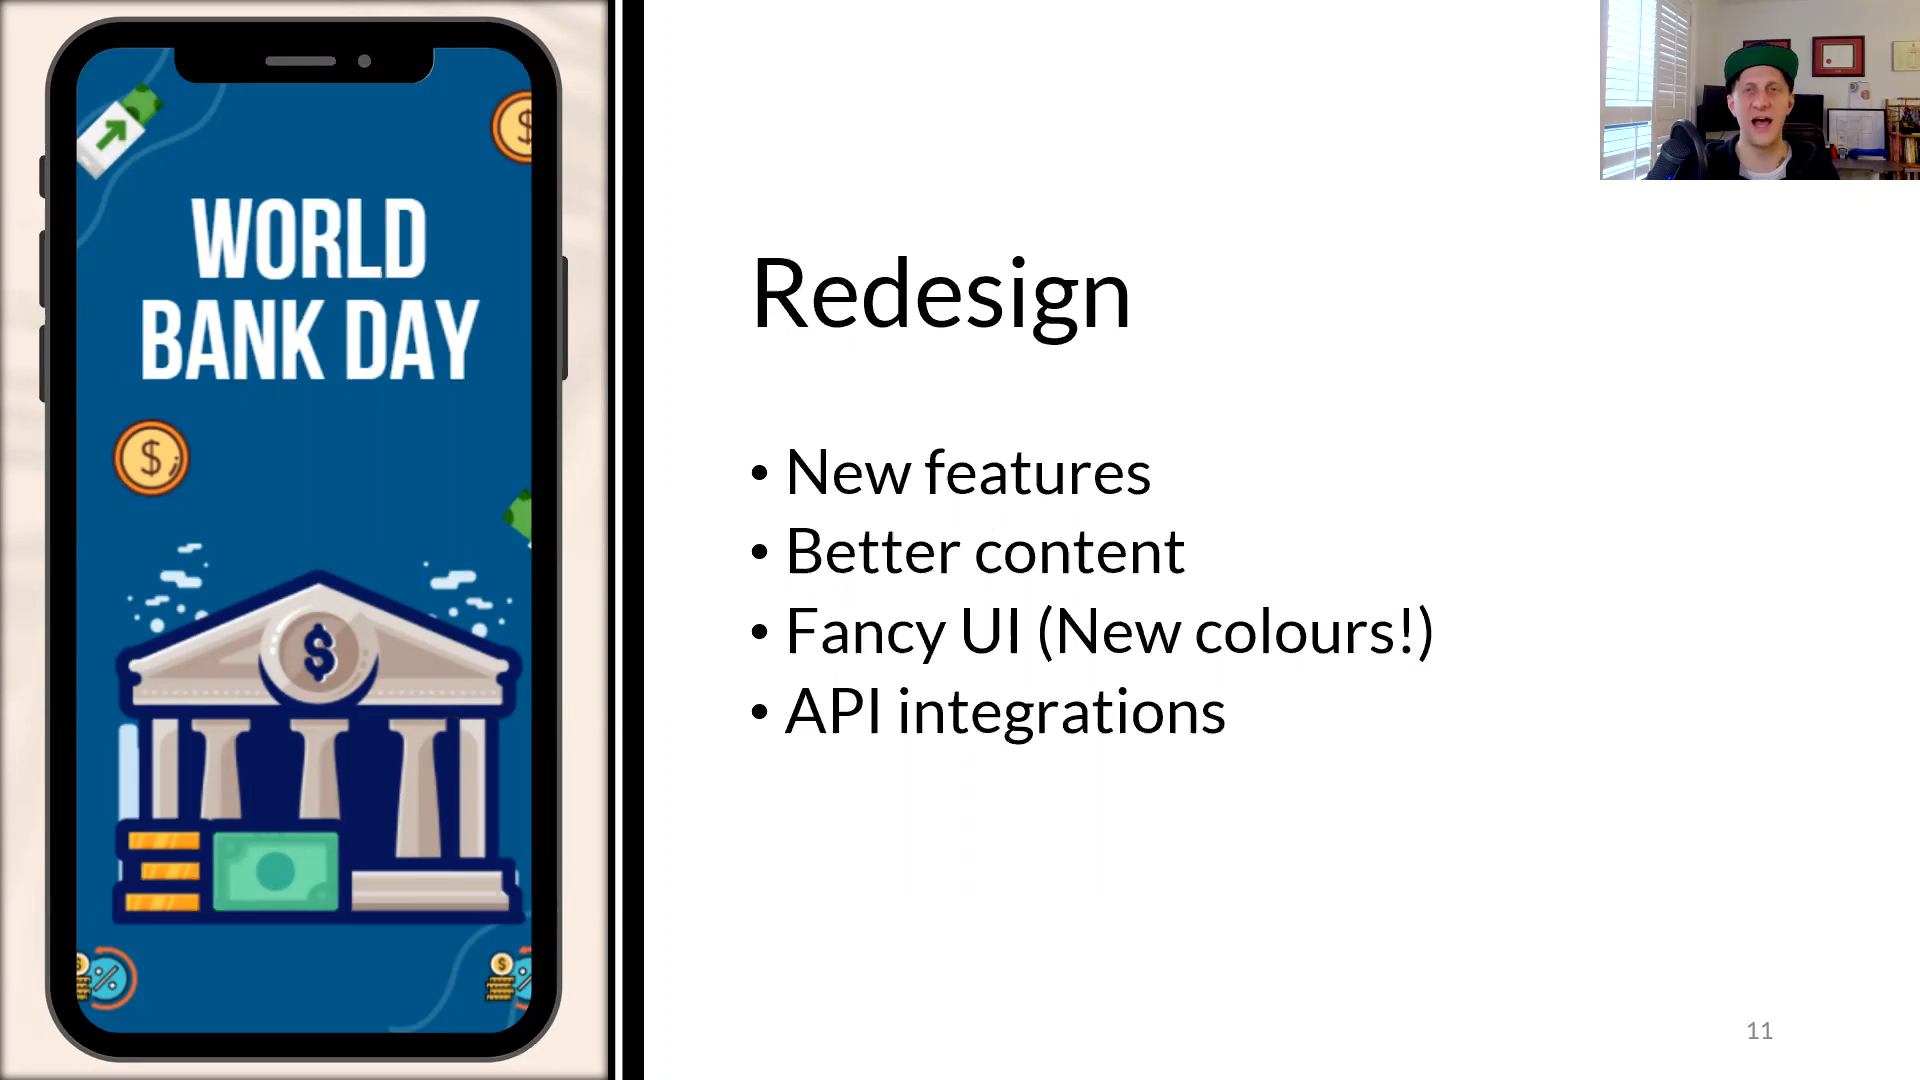 WORLD
BANK DAY
Redesign
• New features
• Better content
• Fancy UI (New colours!)
• API integrations
11